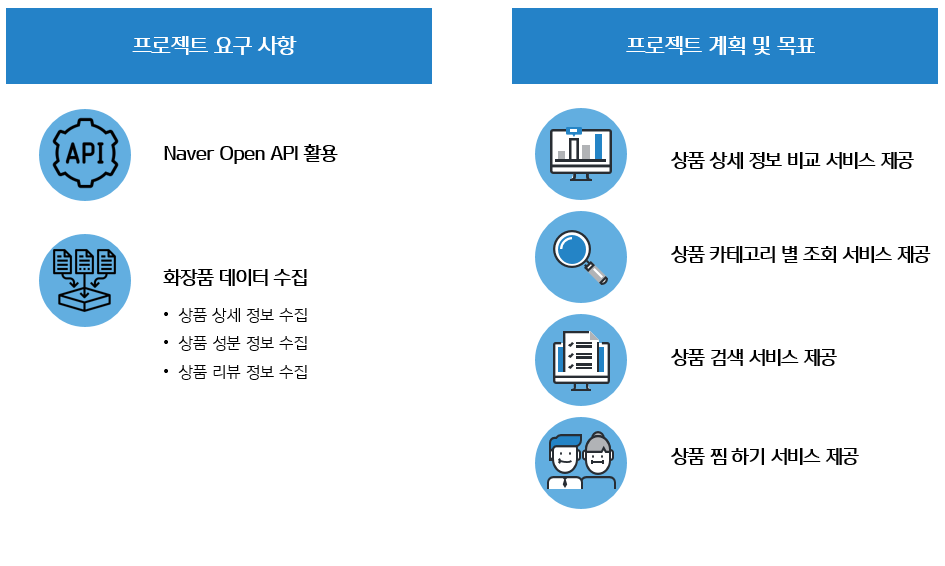 프로젝트 요구 사항
API
Naver Open API 활용
화장품 데이터 수집
• 상품 상세 정보 수집
• 상품 성분 정보 수집
• 상품 리뷰 정보 수집
프로젝트 계획 및 목표
상품 상세 정보 비교 서비스 제공
상품 카테고리 별 조회 서비스 제공
상품 검색 서비스 제공
상품 찜 하기 서비스 제공